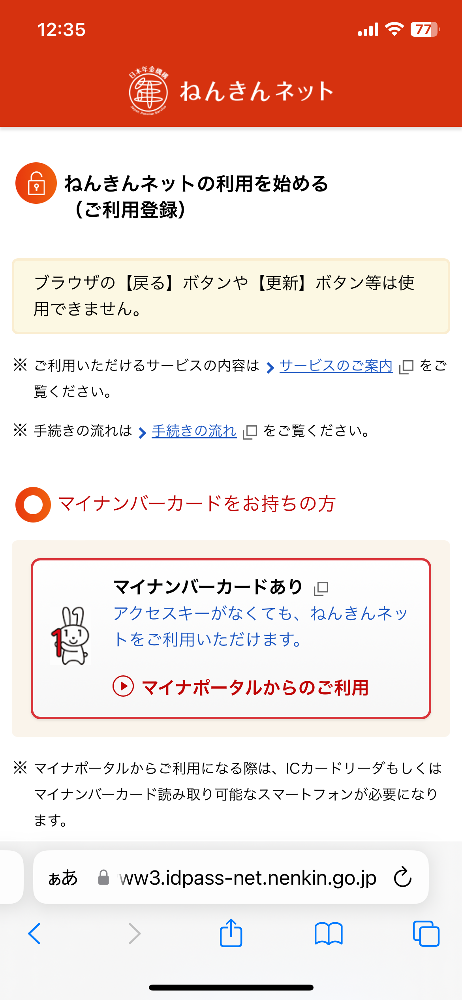 12:35
77
日本年金機構
年
Japan Pension Service
ねんきんネット
ねんきんネットの利用を始める
（ご利用登録）
ブラウザの【戻る】ボタンや【更新】ボタン等は使
用できません。
※ ご利用いただけるサービスの内容は サービスのご案内 をご
覧ください。
※ 手続きの流れは 手続きの流れ をご覧ください。
マイナンバーカードをお持ちの方
マイナンバーカードあり
アクセスキーがなくても、ねんきんネッ
トをご利用いただけます。
1
マイナポータルからのご利用
※ マイナポータルからご利用になる際は、ICカードリーダもしくは
マイナンバーカード読み取り可能なスマートフォンが必要になり
ます。
ぁあ ww3.idpass-net.nenkin.go.jp